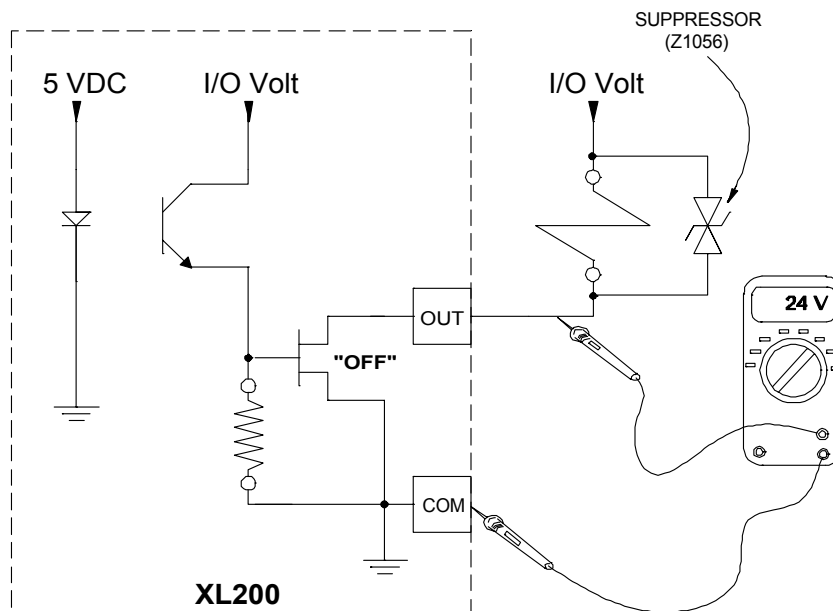 SUPPRESSOR
(Z1056)
5 VDC
I/O Volt
I/O Volt
24 V
OUT
"OFF"
COM
XL200